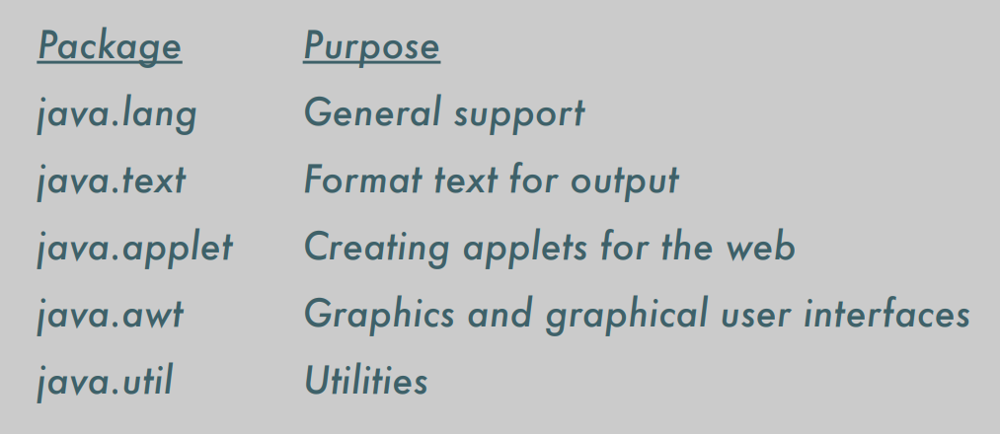 Package Purpose
java.lang General support
java.text Format text for output
java.applet Creating applets for the web
java.awt Graphics and graphical user interfaces
java.util Utilities